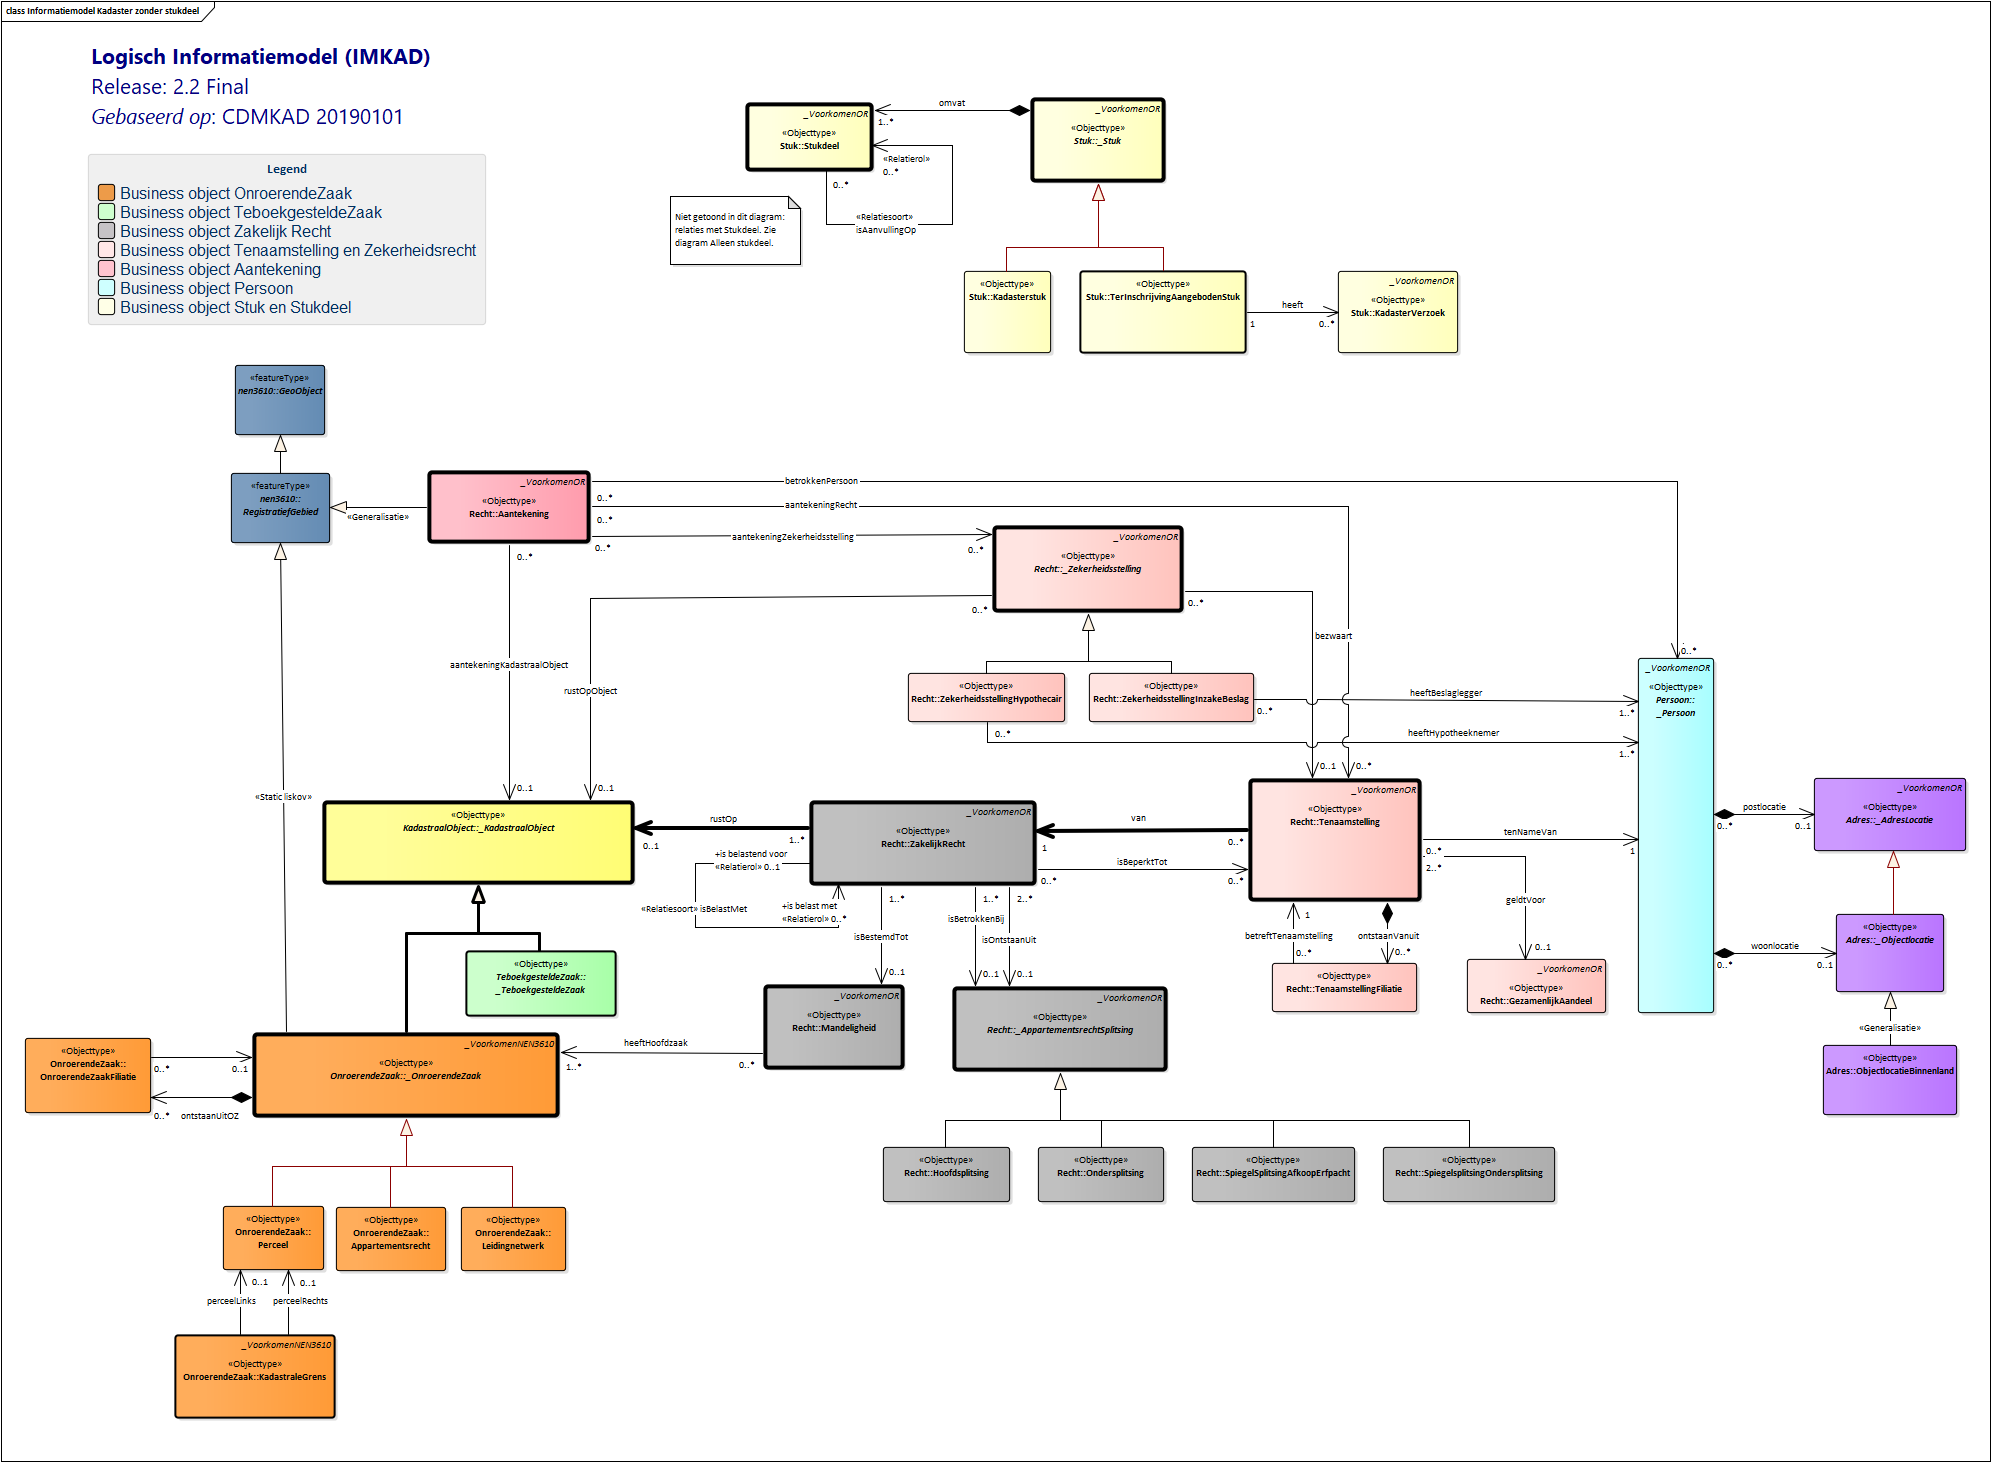 class Informatiemodel Kadaster zonder stukdeel
Logisch Informatiemodel (IMKAD)
Release: 2.2 Final
Gebaseerd op: CDMKAD 20190101
Legend
Business object OnroerendeZaak
Business object TeboekgesteldeZaak
Business object Zakelijk Recht
Business object Tenaamstelling en Zekerheidsrecht
Business object Aantekening
Business object Persoon
Business object Stuk en Stukdeel
_VoorkomenOR
«Objecttype»
Stuk::Stukdeel
omvat
1..*
_VoorkomenOR
«Objecttype»
Stuk::_Stuk
«Relatierol»
0..*
0..*
«Relatiesoort»
isAanvullingOp
Niet getoond in dit diagram:
relaties met Stukdeel. Zie
diagram Alleen stukdeel.
«Objecttype»
Stuk::Kadasterstuk
«Objecttype»
Stuk::TerInschrijvingAangebodenStuk
heeft
1
0..*
_VoorkomenOR
«Objecttype»
Stuk::KadasterVerzoek
«featureType»
nen3610::GeoObject
«featureType»
nen3610::
RegistratiefGebied
«Generalisatie»
_VoorkomenOR
«Objecttype»
Recht::Aantekening
betrokkenPersoon
0..*
0..*
aantekeningRecht
0..*
0..*
aantekeningZekerheidsstelling
0..*
0..*
0..*
aantekeningKadastraalObject
0..1
_VoorkomenOR
«Objecttype»
Recht::_Zekerheidsstelling
0..*
rustOpObject
0..1
0..*
bezwaart
0..1
«Objecttype»
Recht::ZekerheidsstellingHypothecair
«Objecttype»
Recht::ZekerheidsstellingInzakeBeslag
0..*
heeftBeslaglegger
1..*
0..*
heeftHypotheeknemer
1..*
_VoorkomenOR
«Objecttype»
Persoon::
_Persoon
«Static liskov»
«Objecttype»
KadastraalObject::_KadastraalObject
rustOp
0..1
1..*
_VoorkomenOR
«Objecttype»
Recht::ZakelijkRecht
+is belastend voor
«Relatierol» 0..1
«Relatiesoort» isBelastMet
+is belast met
«Relatierol» 0..*
van
1
0..*
isBeperktTot
0..*
0..*
_VoorkomenOR
«Objecttype»
Recht::Tenaamstelling
tenNameVan
0..*
1
2..*
geldtVoor
0..1
postlocatie
0..*
0..1
_VoorkomenOR
«Objecttype»
Adres::_AdresLocatie
woonlocatie
0..*
0..1
«Objecttype»
Adres::_Objectlocatie
«Generalisatie»
«Objecttype»
Adres::ObjectlocatieBinnenland
1
betreftTenaamstelling
0..*
ontstaanVanuit
0..*
«Objecttype»
Recht::TenaamstellingFiliatie
_VoorkomenOR
«Objecttype»
Recht::GezamenlijkAandeel
1..*
isBestemdTot
0..1
1..*
isBetrokkenBij
0..1
2..*
isOntstaanUit
0..1
«Objecttype»
TeboekgesteldeZaak::
_TeboekgesteldeZaak
_VoorkomenOR
«Objecttype»
Recht::Mandeligheid
heeftHoofdzaak
1..*
0..*
_VoorkomenOR
«Objecttype»
Recht::_AppartementsrechtSplitsing
«Objecttype»
OnroerendeZaak::
OnroerendeZaakFiliatie
0..*
0..1
0..*
ontstaanUitOZ
_VoorkomenNEN3610
«Objecttype»
OnroerendeZaak::_OnroerendeZaak
«Objecttype»
Recht::Hoofdsplitsing
«Objecttype»
Recht::Ondersplitsing
«Objecttype»
Recht::SpiegelSplitsingAfkoopErfpacht
«Objecttype»
Recht::SpiegelsplitsingOndersplitsing
«Objecttype»
OnroerendeZaak::
Perceel
«Objecttype»
OnroerendeZaak::
Appartementsrecht
«Objecttype»
OnroerendeZaak::
Leidingnetwerk
0..1
0..1
perceelLinks
perceelRechts
_VoorkomenNEN3610
«Objecttype»
OnroerendeZaak::KadastraleGrens